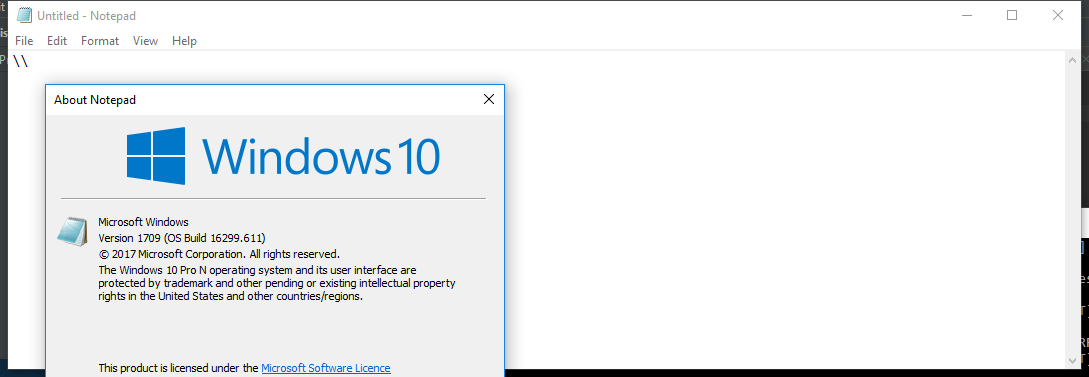 Untitled - Notepad
File Edit Format View Help
\\
About Notepad
Windows 10
Microsoft Windows
Version 1709 (OS Build 16299.611)
© 2017 Microsoft Corporation. All rights reserved.
The Windows 10 Pro N operating system and its user interface are
protected by trademark and other pending or existing intellectual property
rights in the United States and other countries/regions.
This product is licensed under the Microsoft Software Licence